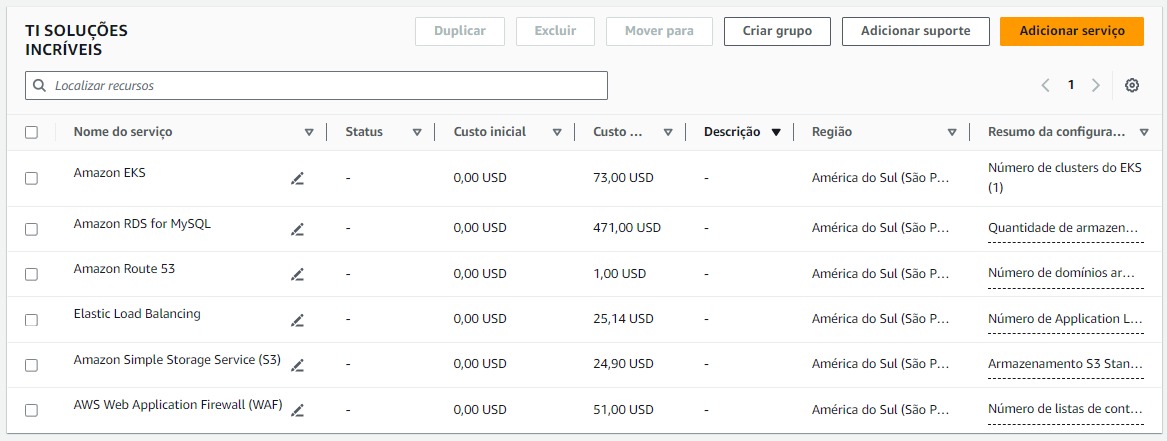 TI SOLUÇÕES
INCRÍVEIS
Duplicar
Excluir
Mover para
Criar grupo
Adicionar suporte
Adicionar serviço
Localizar recursos
1
Nome do serviço Status Custo inicial Custo ... Descrição Região Resumo da configura...
Amazon EKS - 0,00 USD 73,00 USD - América do Sul (São P... Número de clusters do EKS
(1)
Amazon RDS for MySQL - 0,00 USD 471,00 USD - América do Sul (São P... Quantidade de armazen...
Amazon Route 53 - 0,00 USD 1,00 USD - América do Sul (São P... Número de domínios ar...
Elastic Load Balancing - 0,00 USD 25,14 USD - América do Sul (São P... Número de Application L...
Amazon Simple Storage Service (S3) - 0,00 USD 24,90 USD - América do Sul (São P... Armazenamento S3 Stan...
AWS Web Application Firewall (WAF) - 0,00 USD 51,00 USD - América do Sul (São P... Número de listas de cont...